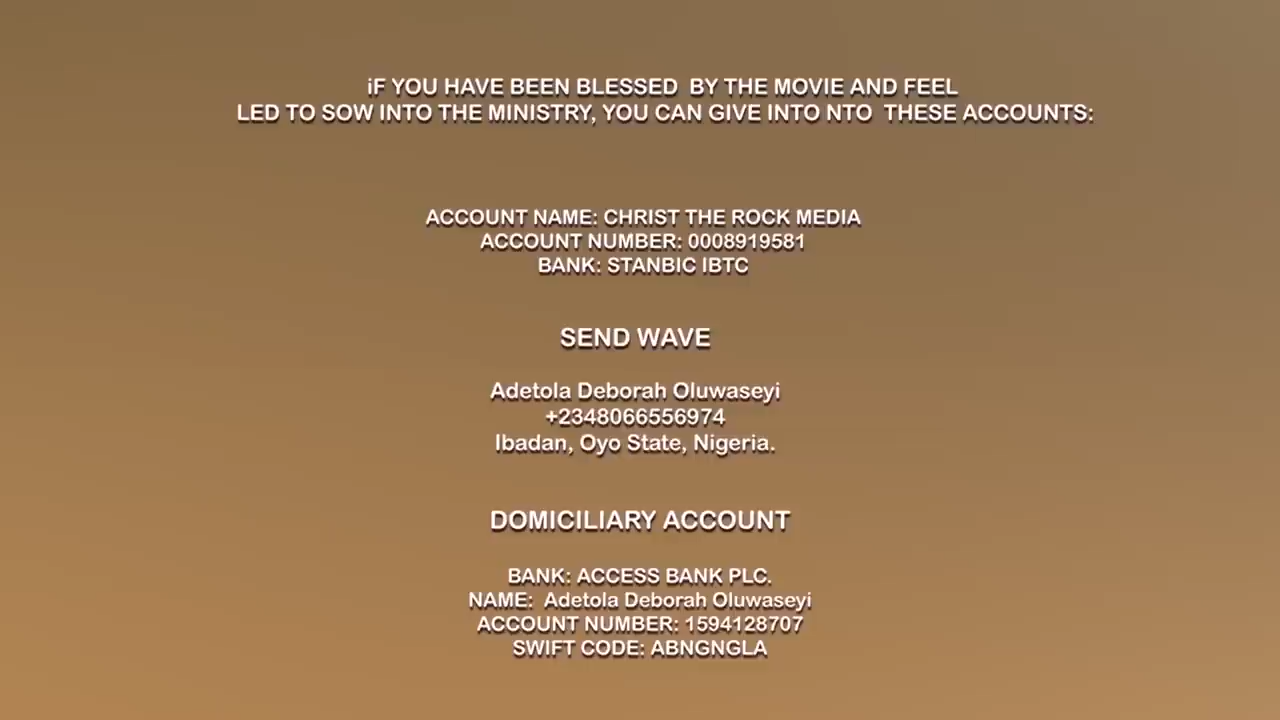 iF YOU HAVE BEEN BLESSED BY THE MOVIE AND FEEL
LED TO SOW INTO THE MINISTRY, YOU CAN GIVE INTO NTO THESE ACCOUNTS:
ACCOUNT NAME: CHRIST THE ROCK MEDIA
ACCOUNT NUMBER: 0008919581
BANK: STANBIC IBTC
SEND WAVE
Adetola Deborah Oluwaseyi
+2348066556974
Ibadan, Oyo State, Nigeria.
DOMICILIARY ACCOUNT
BANK: ACCESS BANK PLC.
NAME: Adetola Deborah Oluwaseyi
ACCOUNT NUMBER: 1594128707
SWIFT CODE: ABNGNGLA